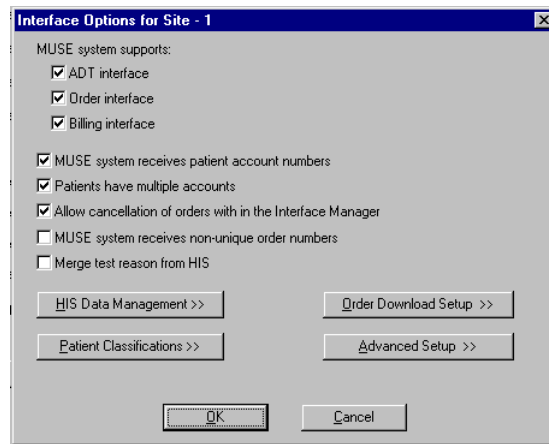 Interface Options for Site - 1
MUSE system supports:
ADT interface
Order interface
Billing interface
MUSE system receives patient account numbers
Patients have multiple accounts
Allow cancellation of orders with in the Interface Manager
MUSE system receives non-unique order numbers
Merge test reason from HIS
HIS Data Management >> Order Download Setup >>
Patient Classifications >> Advanced Setup >>
OK Cancel